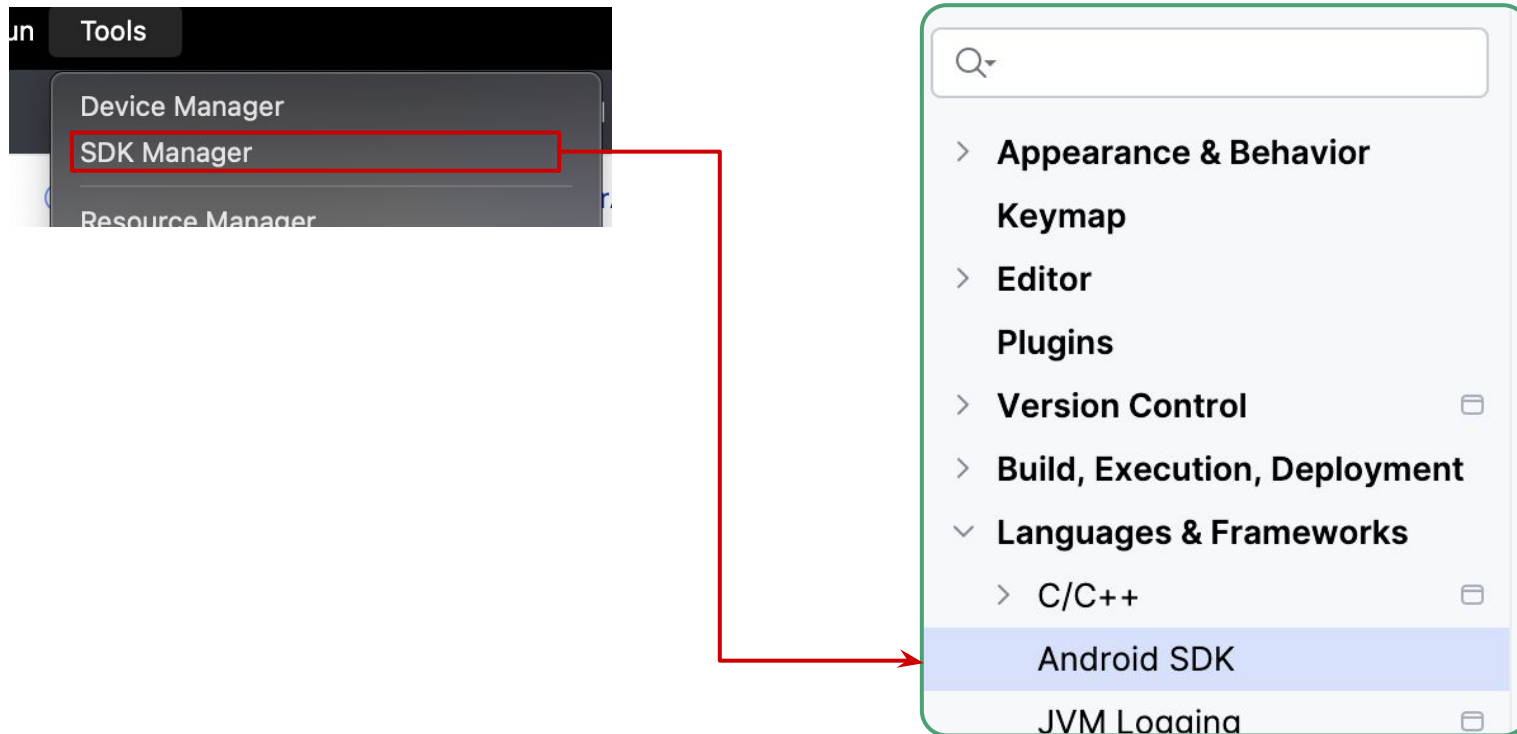 Tools
Device Manager
SDK Manager
Resource Manager
Appearance & Behavior
Keymap
Editor
Plugins
Version Control
Build, Execution, Deployment
Languages & Frameworks
C/C++
Android SDK
JVM Logging